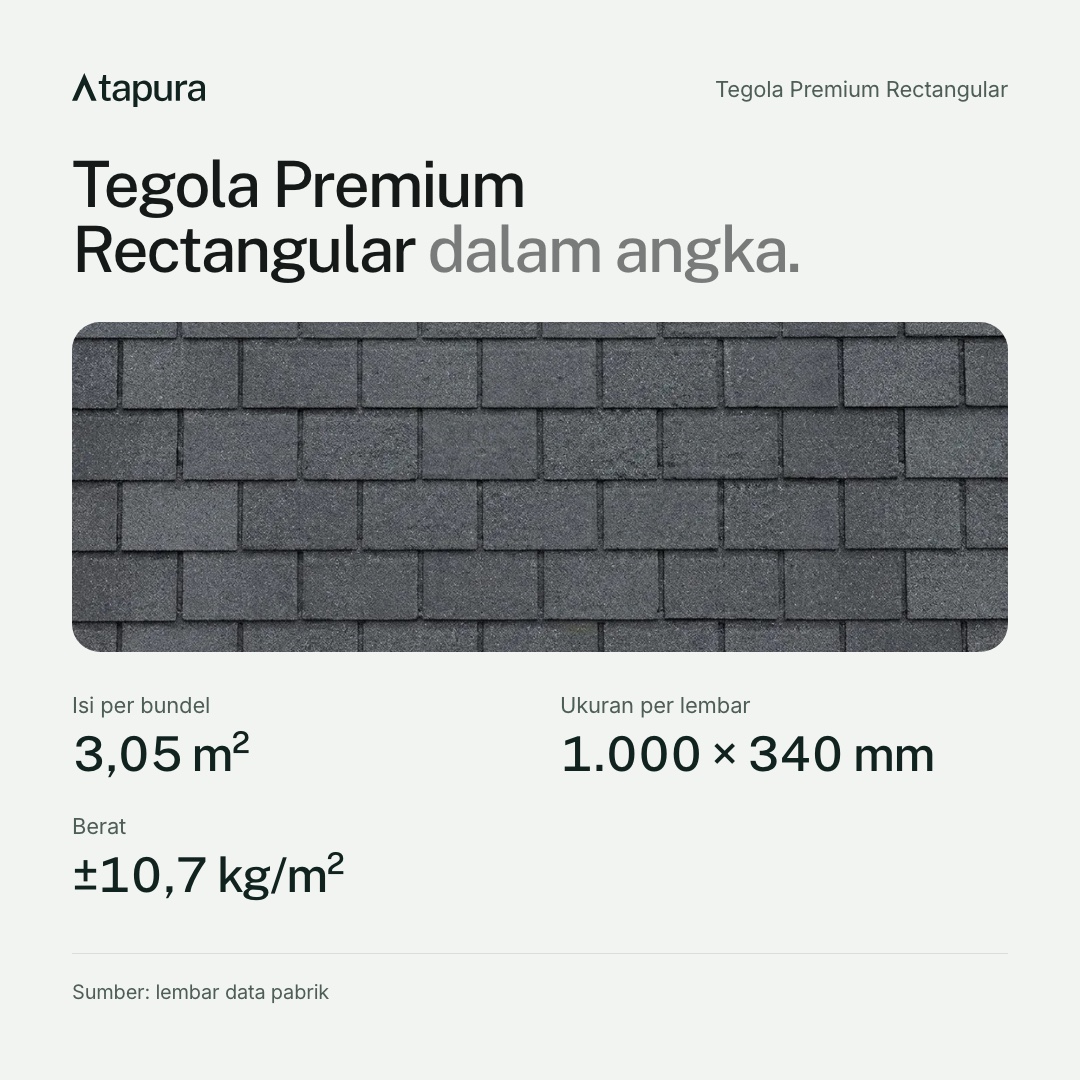 Atapura
Tegola Premium Rectangular
Tegola Premium
Rectangular dalam angka.
Isi per bundel
3,05 m²
Ukuran per lembar
1.000 × 340 mm
Berat
±10,7 kg/m²
Sumber: lembar data pabrik